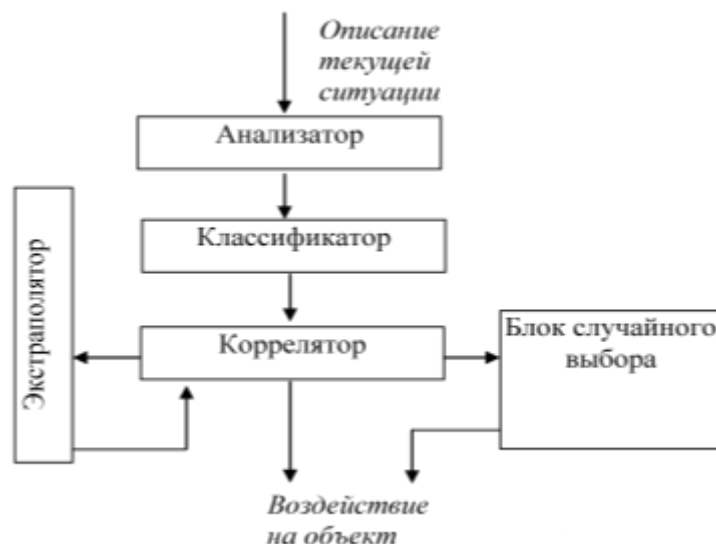 Описание
текущей
ситуации
Анализатор
Классификатор
Экстраполятор
Коррелятор
Блок случайного
выбора
Воздействие
на объект